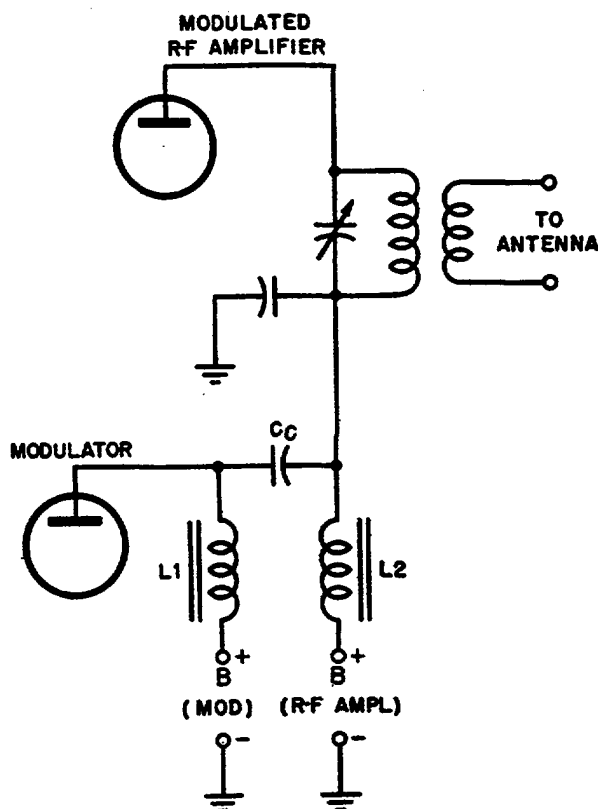 MODULATED
R-F AMPLIFIER
TO
ANTENNA
CC
MODULATOR
L1
L2
+ +
B B
(MOD) (R-F AMPL)
- -